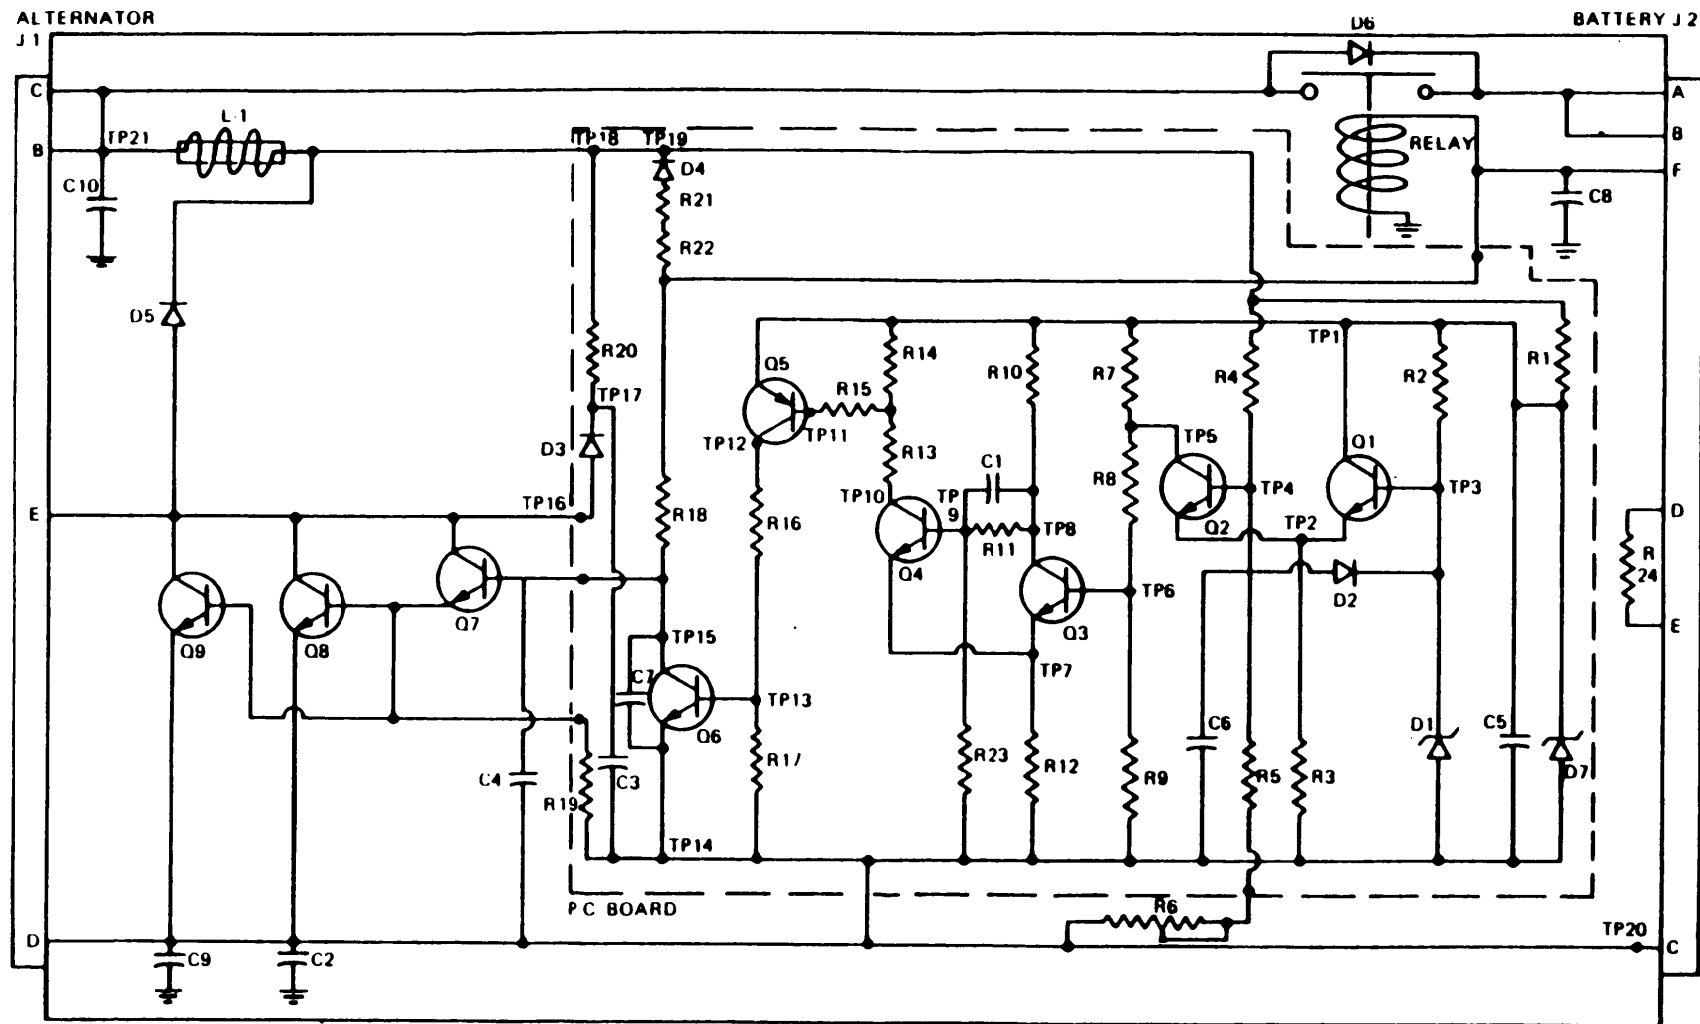 ALTERNATOR
J 1
BATTERY J 2
D6
C
A
L-1
TP21
TP18
TP19
B
B
RELAY
D4
F
C10
R21
C8
R22
D5
TP1
R20
R14
R10
R7
R4
R2
R1
Q5
R15
TP17
TP12
TP11
D3
R13
TP5
Q1
C1
R8
TP16
TP10
TP
9
TP4
TP3
E
R18
R16
TP8
Q2
TP2
D
R11
Q4
R
24
D2
TP6
Q7
Q3
E
Q9
Q8
TP15
TP7
C7
TP13
Q6
C6
D1
C5
R17
R23
R12
R9
R5
R3
D7
C4
R19
C3
TP14
PC BOARD
R6
TP20
D
C
C9
C2